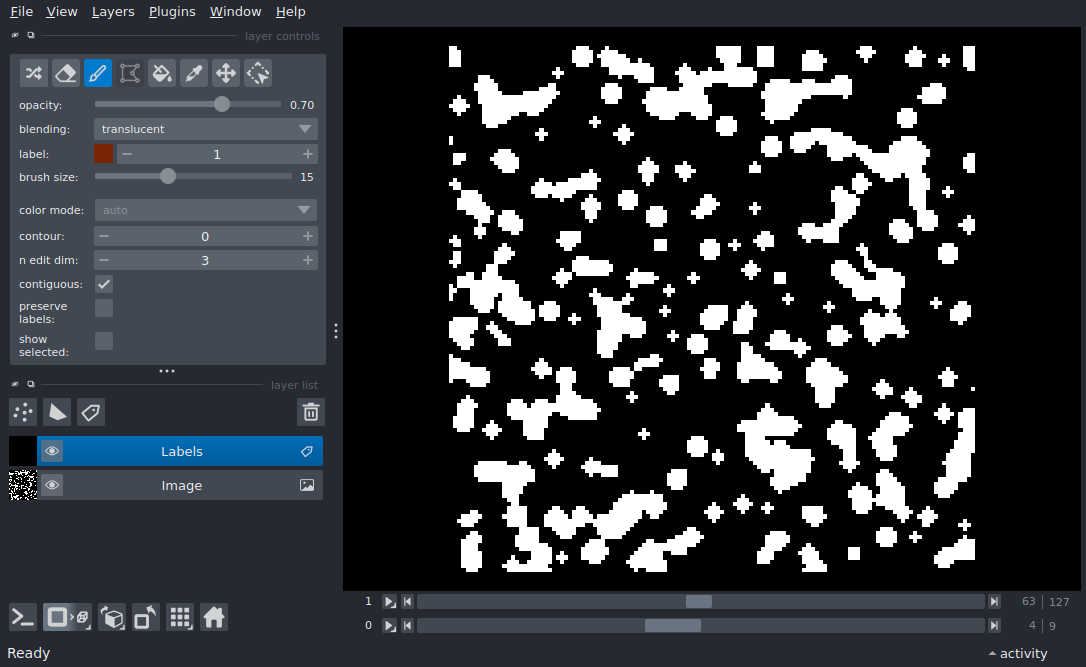 File View Layers Plugins Window Help
layer controls
opacity: 0.70
blending: translucent
label: 1
brush size: 15
color mode: auto
contour: 0
n edit dim: 3
contiguous:
preserve
labels:
show
selected:
layer list
Labels
Image
1 63 | 127
0 4 | 9
Ready activity